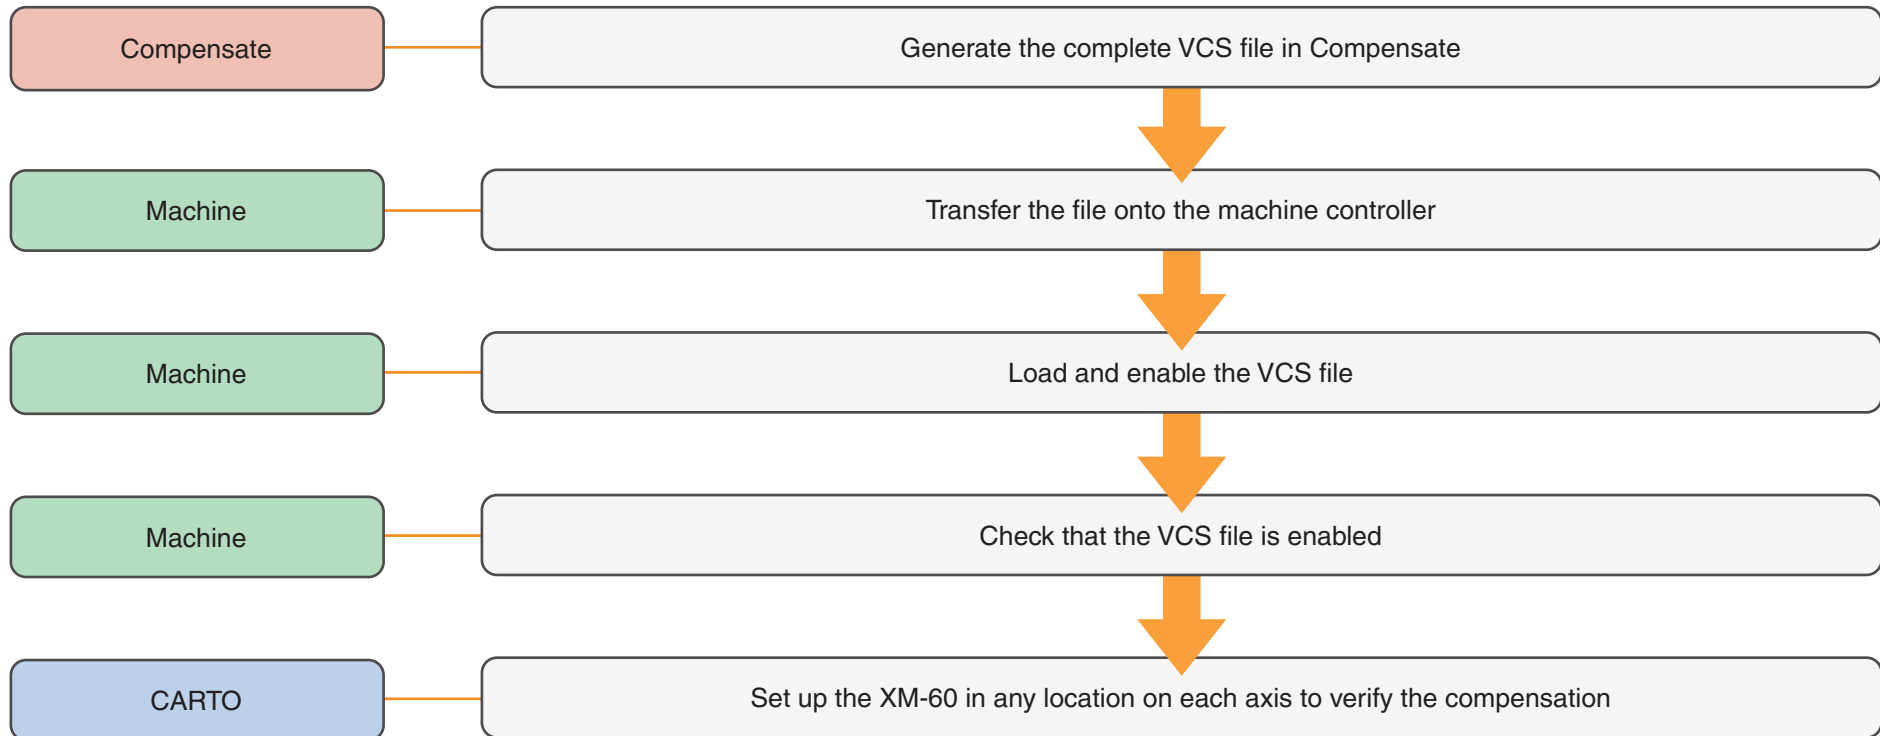 Compensate
Generate the complete VCS file in Compensate
Machine
Transfer the file onto the machine controller
Machine
Load and enable the VCS file
Machine
Check that the VCS file is enabled
CARTO
Set up the XM-60 in any location on each axis to verify the compensation